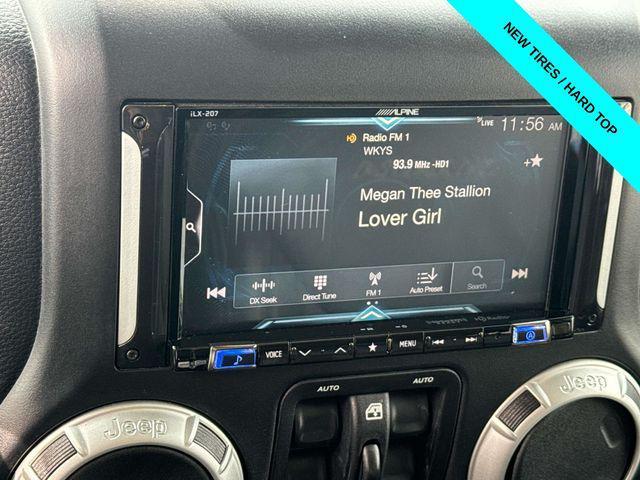 NEW TIRES / HARD TOP
iLX-207
ALPINE
LIVE 11:56 AM
Radio FM 1
WKYS
93.9 MHz -HD1
+★
Megan Thee Stallion
Lover Girl
DX Seek
Direct Tune
FM 1
Auto Preset
Search
HD Radio
VOICE
MENU
AUTO
AUTO
Jeep
Jeep